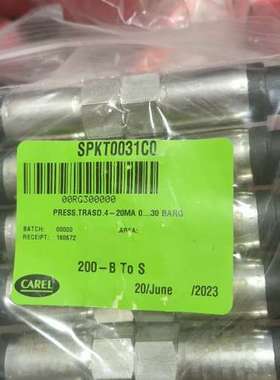 SPKT0031C0
00RG300000
PRESS.TRASD.4-20MA 0...30 BARG
BATCH: 00000 AREA:
RECEIPT: 160572
200-B To S
CAREL 20/June /2023